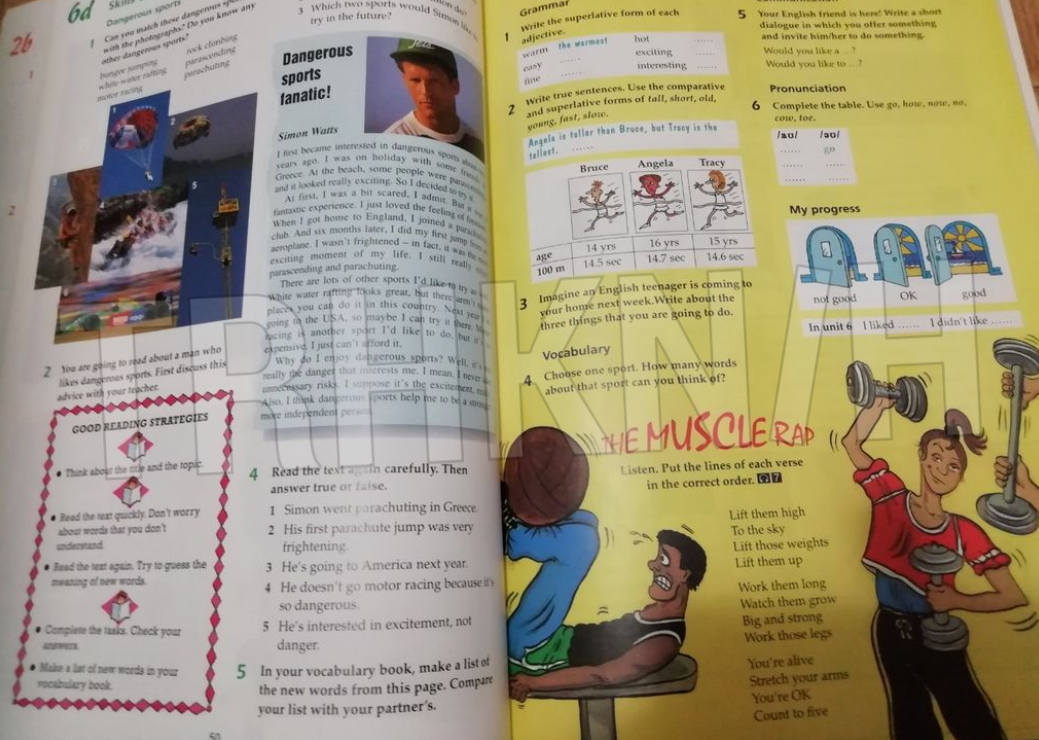 26
6d
Dangerous sports
1 Can you match these dangerous
with the photographs? Do you know any
other dangerous sports?
bungee jumping
white water rafting
motor racing
rock climbing
parascending
parachuting
1
2
3
5
2 You are going to read about a man who
likes dangerous sports. First discuss this
advice with your teacher.
GOOD READING STRATEGIES
• Think about the title and the topic.
• Read the text quickly. Don't worry
about words that you don't
understand.
• Read the text again. Try to guess the
meaning of new words.
• Complete the tasks. Check your
answers.
• Make a list of new words in your
vocabulary book.
50
3 Which two sports would Simon like to
try in the future?
Dangerous
sports
fanatic!
Simon Watts
I first became interested in dangerous sports
years ago. I was on holiday with some
Greece. At the beach, some people were
and it looked really exciting. So I decided to try it
At first, I was a bit scared, I admit. But it
fantastic experience. I just loved the feeling of
When I got home to England, I joined a
club. And six months later, I did my first jump from
aeroplane. I wasn't frightened – in fact, it was the
exciting moment of my life. I still really
parascending and parachuting.
There are lots of other sports I'd like to try
White water rafting looks great, but there aren't
places you can do it in this country. Next year
going to the USA, so maybe I can try it there.
racing is another sport I'd like to do, but
expensive. I just can't afford it.
Why do I enjoy dangerous sports? Well,
really the danger that interests me. I mean, I never
unnecessary risks. I suppose it's the excitement,
Also, I think dangerous sports help me to be a
more independent person.
4 Read the text again carefully. Then
answer true or false.
1 Simon went parachuting in Greece.
2 His first parachute jump was very
frightening.
3 He's going to America next year.
4 He doesn't go motor racing because it's
so dangerous.
5 He's interested in excitement, not
danger.
5 In your vocabulary book, make a list of
the new words from this page. Compare
your list with your partner's.
Grammar
1 Write the superlative form of each
adjective.
warm the warmest hot ......
easy ...... exciting ......
fine ...... interesting ......
2 Write true sentences. Use the comparative
and superlative forms of tall, short, old,
young, fast, slow.
Angela is taller than Bruce, but Tracy is the
tallest. ......
Bruce Angela Tracy
age 14 yrs 16 yrs 15 yrs
100 m 14.5 sec 14.7 sec 14.6 sec
3 Imagine an English teenager is coming to
your home next week. Write about the
three things that you are going to do.
Vocabulary
4 Choose one sport. How many words
about that sport can you think of?
5 Your English friend is here! Write a short
dialogue in which you offer something
and invite him/her to do something.
Would you like a ...?
Would you like to ...?
Pronunciation
6 Complete the table. Use go, how, now, no,
cow, toe.
/aʊ/ /əʊ/
...... go
...... ......
...... ......
My progress
not good OK good
In unit 6 I liked ...... I didn't like ......
THE MUSCLE RAP
Listen. Put the lines of each verse
in the correct order.
Lift them high
To the sky
Lift those weights
Lift them up
Work them long
Watch them grow
Big and strong
Work those legs
You're alive
Stretch your arms
You're OK
Count to five